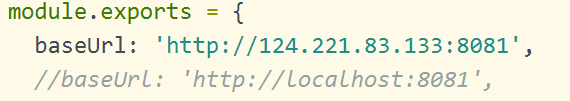 module.exports = {
baseUrl: 'http://124.221.83.133:8081',
//baseUrl: 'http://localhost:8081',